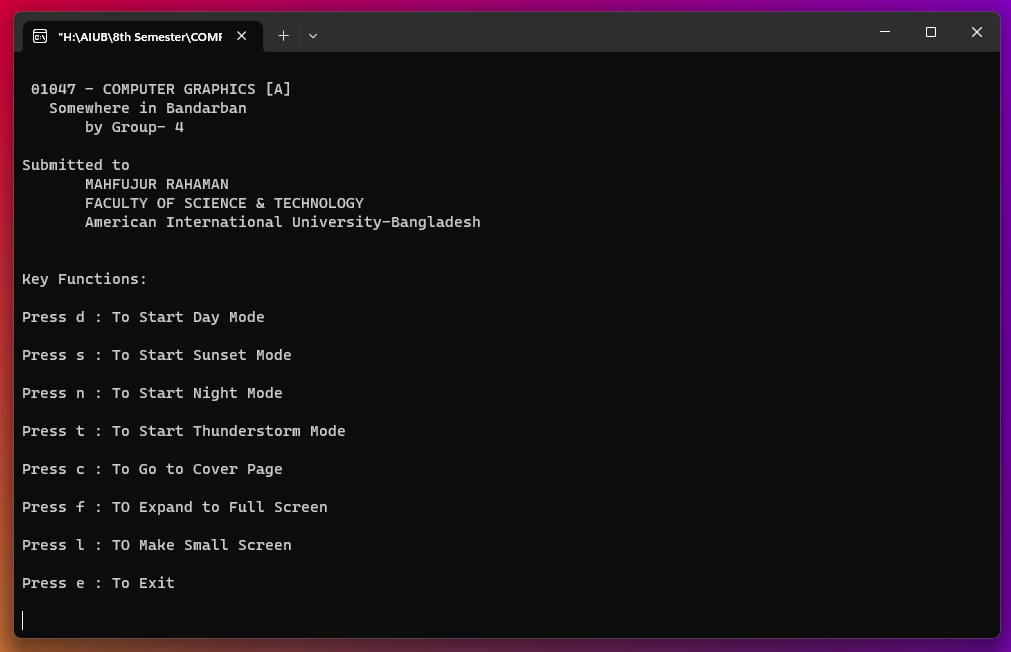 "H:\AIUB\8th Semester\COMF
01047 - COMPUTER GRAPHICS [A]
Somewhere in Bandarban
by Group- 4
Submitted to
MAHFUJUR RAHAMAN
FACULTY OF SCIENCE & TECHNOLOGY
American International University-Bangladesh
Key Functions:
Press d : To Start Day Mode
Press s : To Start Sunset Mode
Press n : To Start Night Mode
Press t : To Start Thunderstorm Mode
Press c : To Go to Cover Page
Press f : TO Expand to Full Screen
Press l : TO Make Small Screen
Press e : To Exit